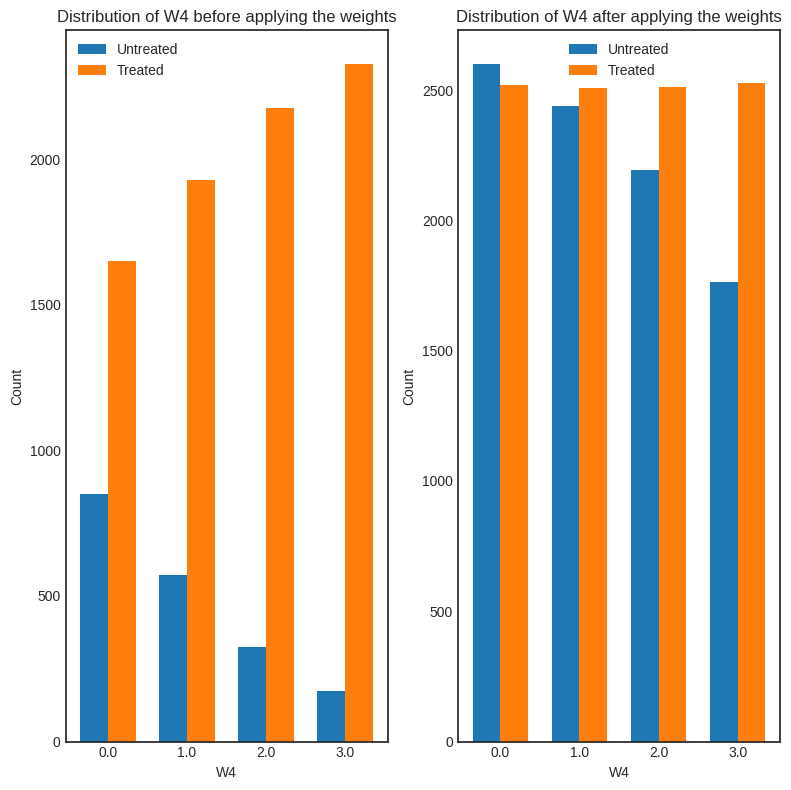 Distribution of W4 before applying the weights
Untreated
Treated
Count
2000
1500
1000
500
0
0.0 1.0 2.0 3.0
W4
Distribution of W4 after applying the weights
Untreated
Treated
Count
2500
2000
1500
1000
500
0
0.0 1.0 2.0 3.0
W4